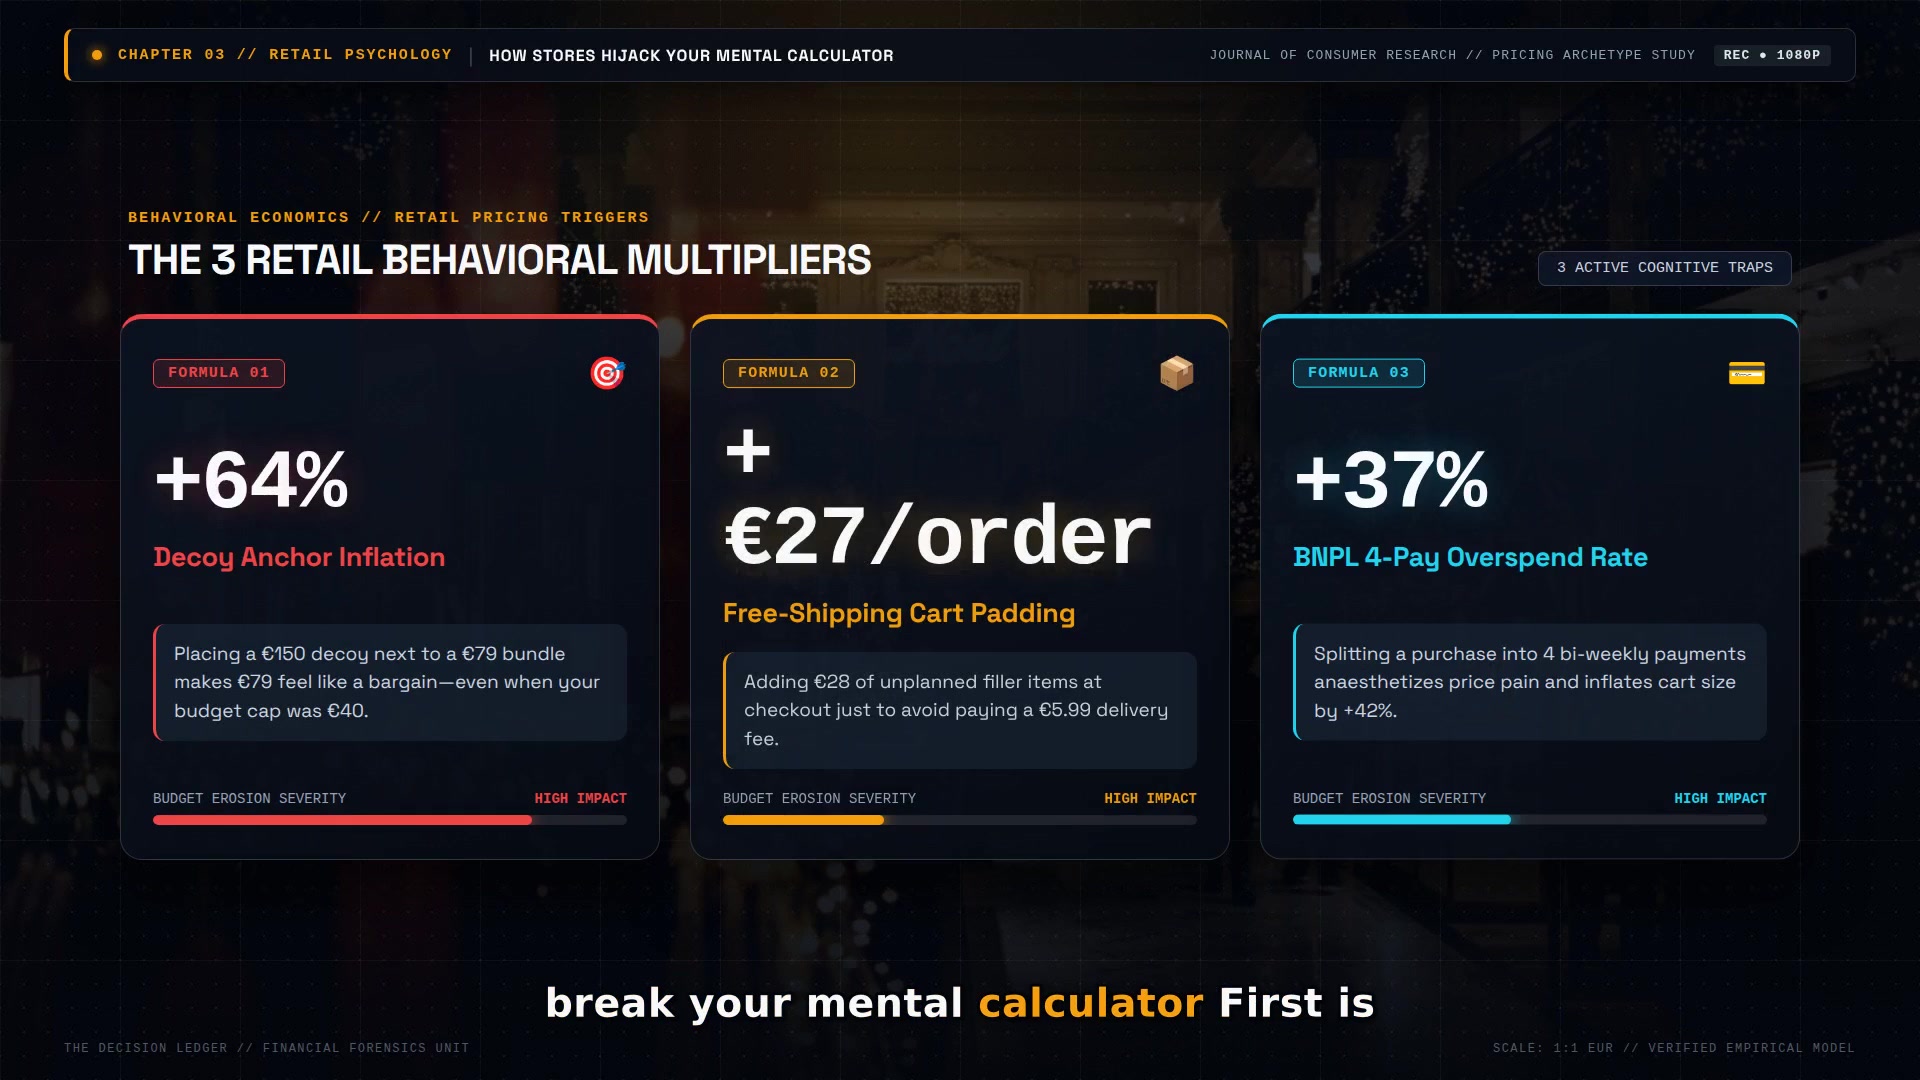 CHAPTER 03 // RETAIL PSYCHOLOGY | HOW STORES HIJACK YOUR MENTAL CALCULATOR
JOURNAL OF CONSUMER RESEARCH // PRICING ARCHETYPE STUDY
REC ● 1080P
BEHAVIORAL ECONOMICS // RETAIL PRICING TRIGGERS
THE 3 RETAIL BEHAVIORAL MULTIPLIERS
3 ACTIVE COGNITIVE TRAPS
FORMULA 01
+64%
Decoy Anchor Inflation
Placing a €150 decoy next to a €79 bundle
makes €79 feel like a bargain—even when your
budget cap was €40.
BUDGET EROSION SEVERITY
HIGH IMPACT
FORMULA 02
+
€27/order
Free-Shipping Cart Padding
Adding €28 of unplanned filler items at
checkout just to avoid paying a €5.99 delivery
fee.
BUDGET EROSION SEVERITY
HIGH IMPACT
FORMULA 03
+37%
BNPL 4-Pay Overspend Rate
Splitting a purchase into 4 bi-weekly payments
anaesthetizes price pain and inflates cart size
by +42%.
BUDGET EROSION SEVERITY
HIGH IMPACT
break your mental calculator First is
THE DECISION LEDGER // FINANCIAL FORENSICS UNIT
SCALE: 1:1 EUR // VERIFIED EMPIRICAL MODEL